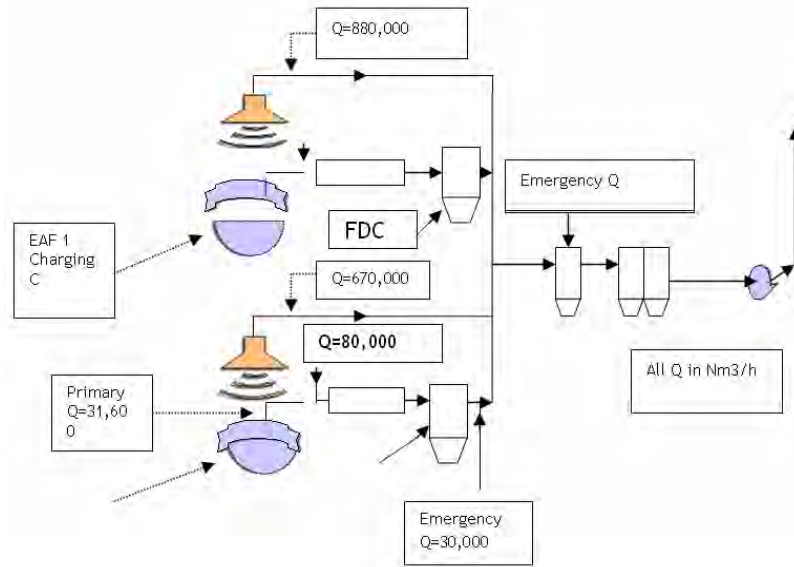 Q=880,000
Emergency Q
FDC
EAF 1
Charging
C
Q=670,000
Q=80,000
All Q in Nm3/h
Primary
Q=31,60
0
Emergency
Q=30,000